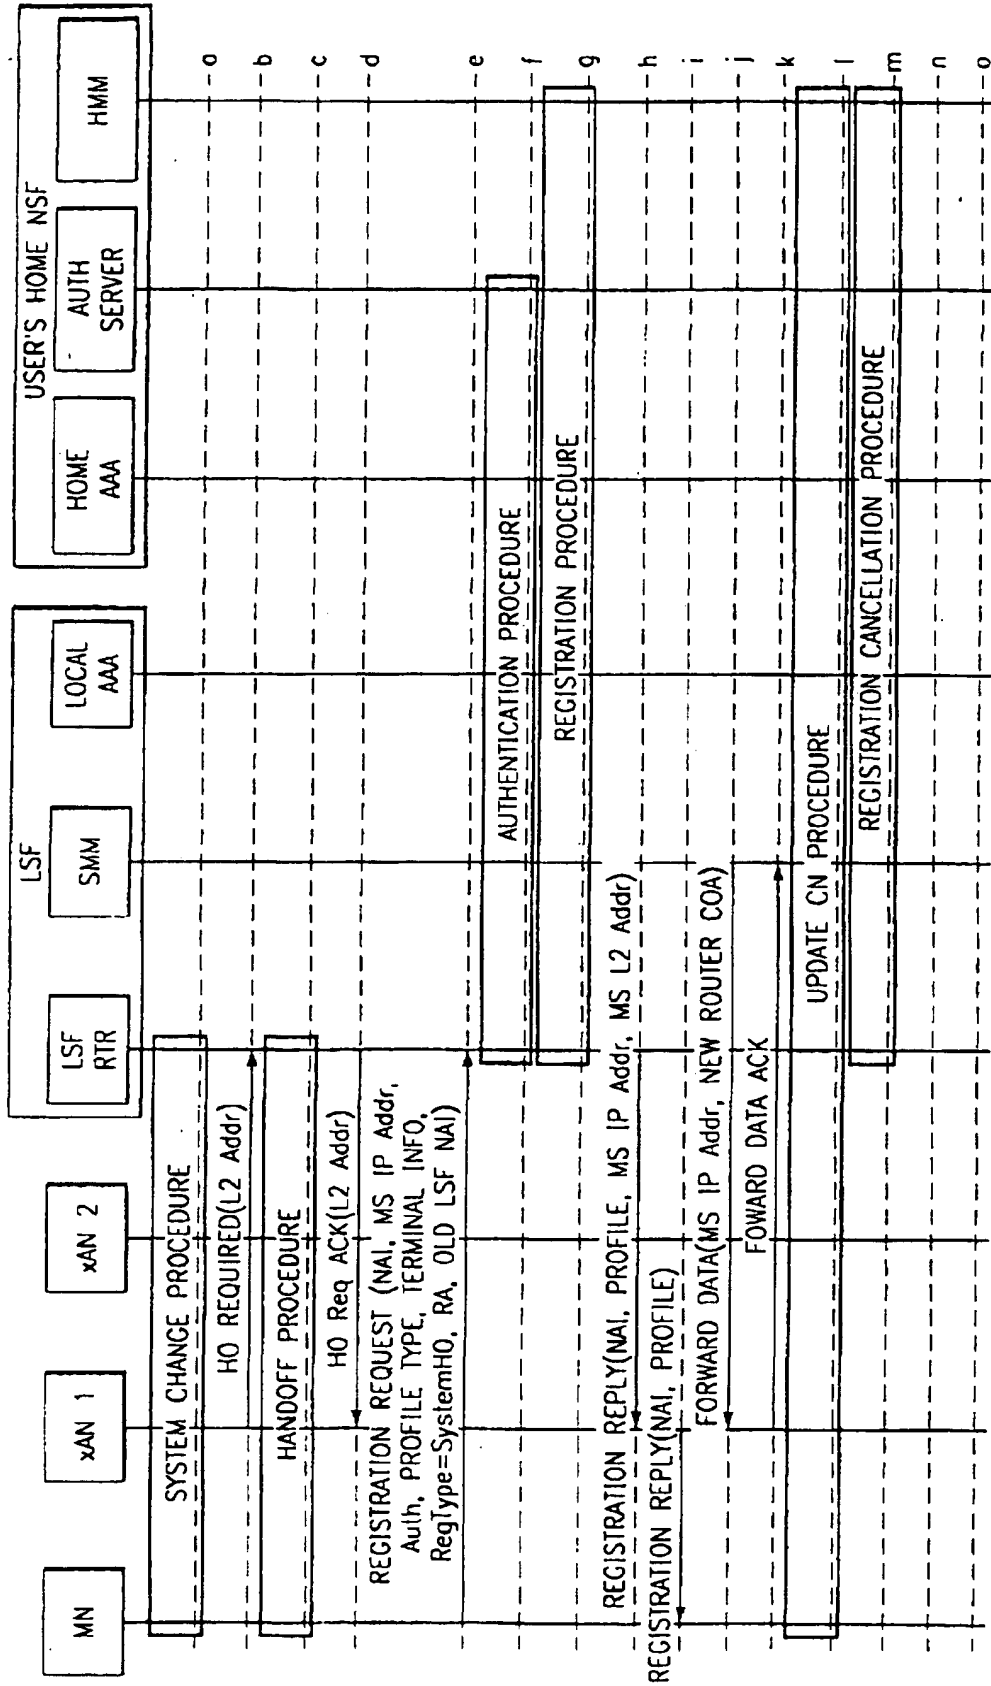 MN
xAN 1
xAN 2
LSF
LSF
RTR
SMM
LOCAL
AAA
USER'S HOME NSF
HOME
AAA
AUTH
SERVER
HMM
SYSTEM CHANGE PROCEDURE
a
HO REQUIRED(L2 Addr)
b
HANDOFF PROCEDURE
c
HO Req ACK(L2 Addr)
d
REGISTRATION REQUEST (NAI, MS IP Addr,
Auth, PROFILE TYPE, TERMINAL INFO,
RegType=SystemHO, RA, OLD LSF NAI)
e
AUTHENTICATION PROCEDURE
f
REGISTRATION PROCEDURE
g
REGISTRATION REPLY(NAI, PROFILE, MS IP Addr, MS L2 Addr)
h
REGISTRATION REPLY(NAI, PROFILE)
i
FORWARD DATA(MS IP Addr, NEW ROUTER COA)
j
FOWARD DATA ACK
k
UPDATE CN PROCEDURE
l
REGISTRATION CANCELLATION PROCEDURE
m
n
o